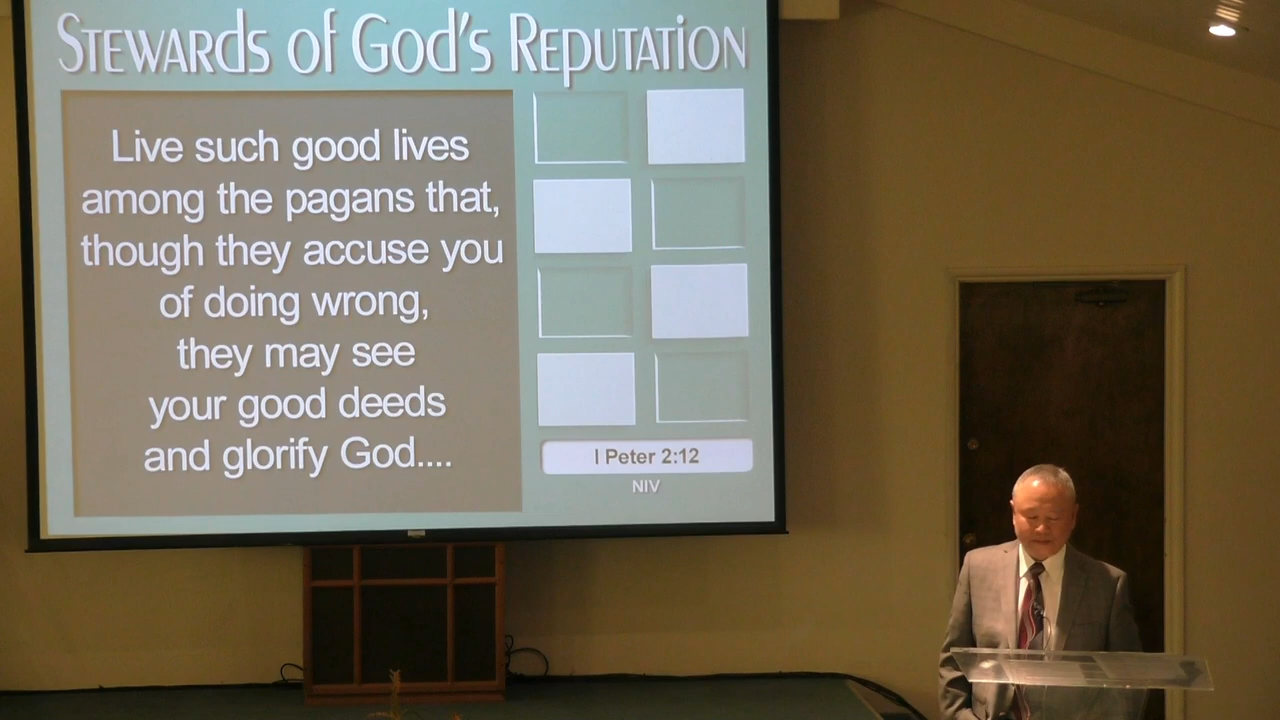 Stewards of God's Reputation
Live such good lives
among the pagans that,
though they accuse you
of doing wrong,
they may see
your good deeds
and glorify God....
I Peter 2:12
NIV